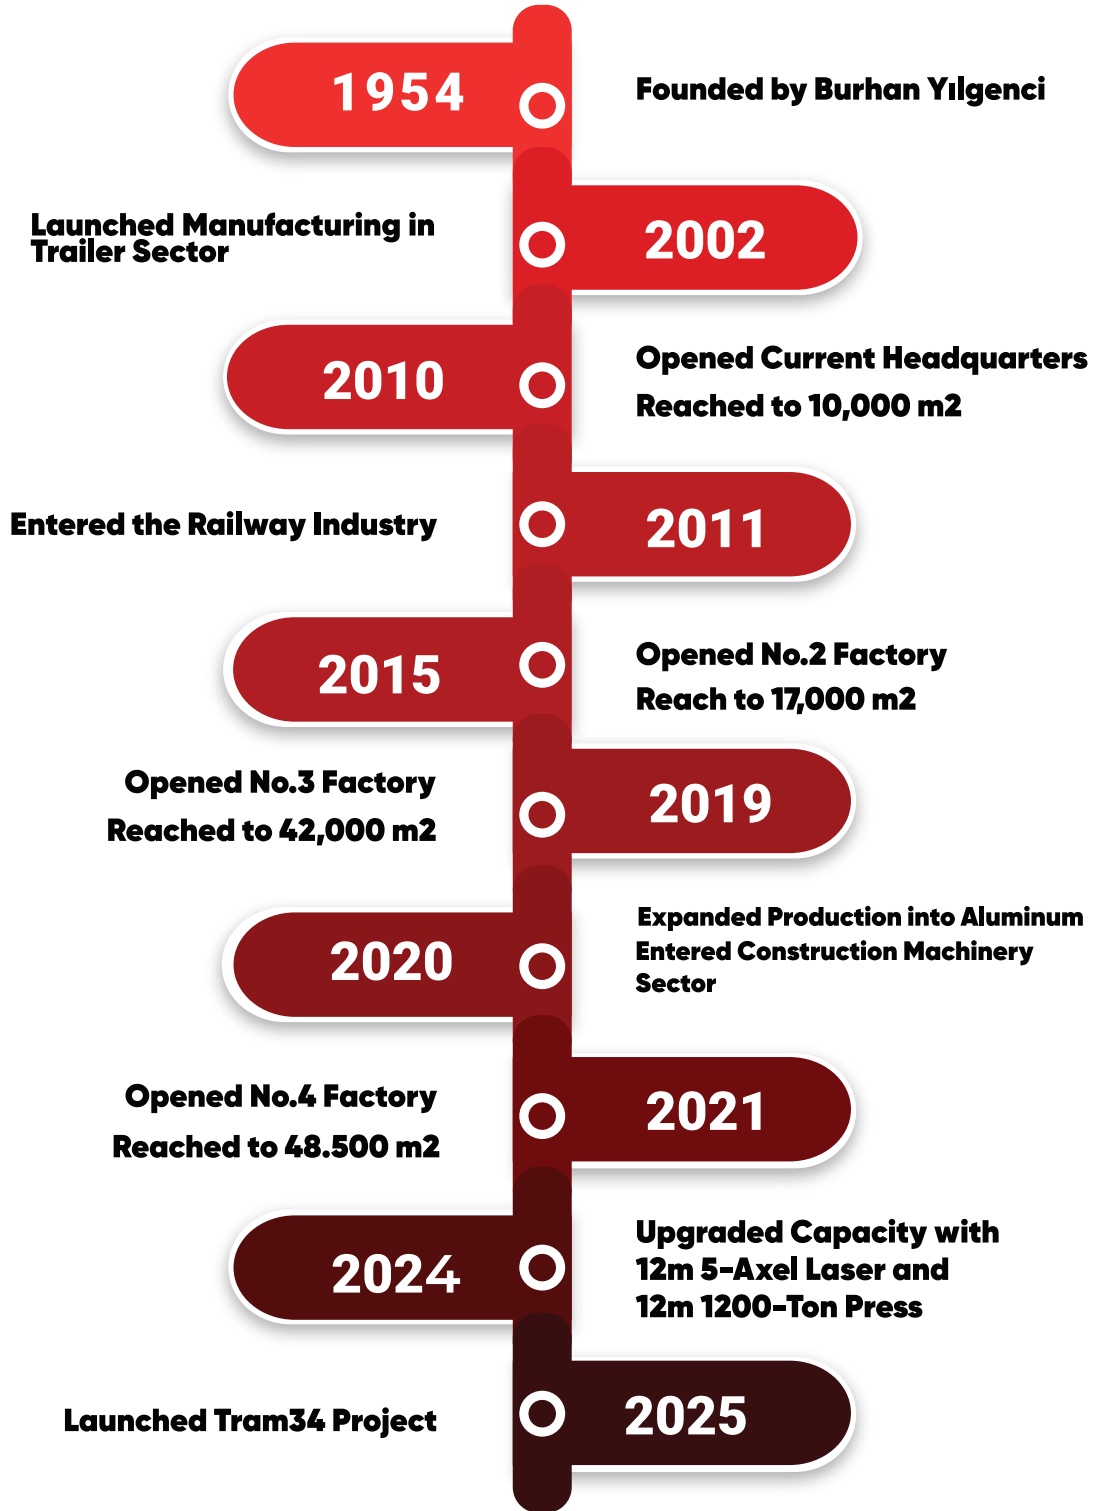 1954
Founded by Burhan Yılgenci
Launched Manufacturing in
Trailer Sector
2002
2010
Opened Current Headquarters
Reached to 10,000 m2
Entered the Railway Industry
2011
2015
Opened No.2 Factory
Reach to 17,000 m2
Opened No.3 Factory
Reached to 42,000 m2
2019
2020
Expanded Production into Aluminum
Entered Construction Machinery
Sector
Opened No.4 Factory
Reached to 48.500 m2
2021
2024
Upgraded Capacity with
12m 5-Axel Laser and
12m 1200-Ton Press
Launched Tram34 Project
2025